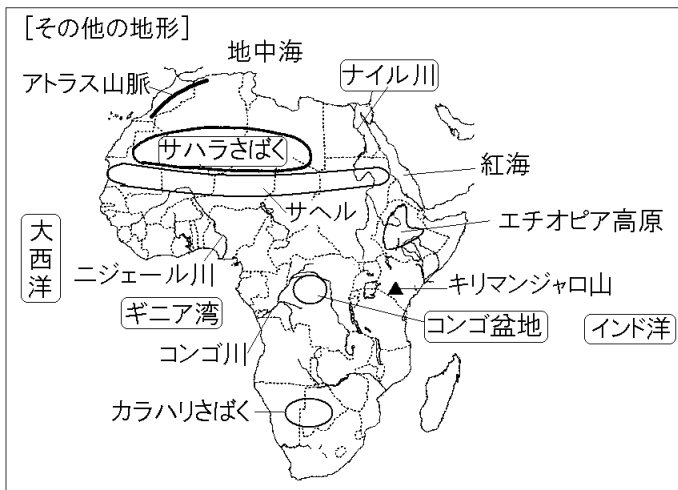 ［その他の地形］
地中海
アトラス山脈
ナイル川
サハラさばく
紅海
サヘル
エチオピア高原
大西洋
ニジェール川
キリマンジャロ山
ギニア湾
コンゴ盆地
インド洋
コンゴ川
カラハリさばく